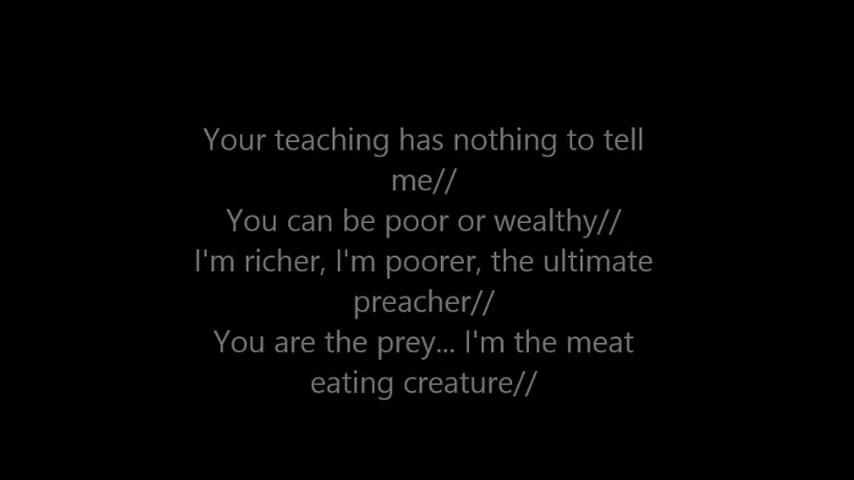 Your teaching has nothing to tell
me//
You can be poor or wealthy//
I'm richer, I'm poorer, the ultimate
preacher//
You are the prey... I'm the meat
eating creature//